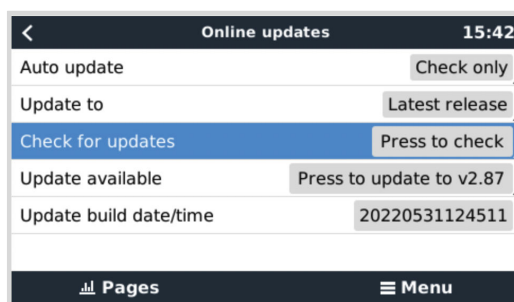 Online updates 15:42
Auto update Check only
Update to Latest release
Check for updates Press to check
Update available Press to update to v2.87
Update build date/time 20220531124511
Pages Menu